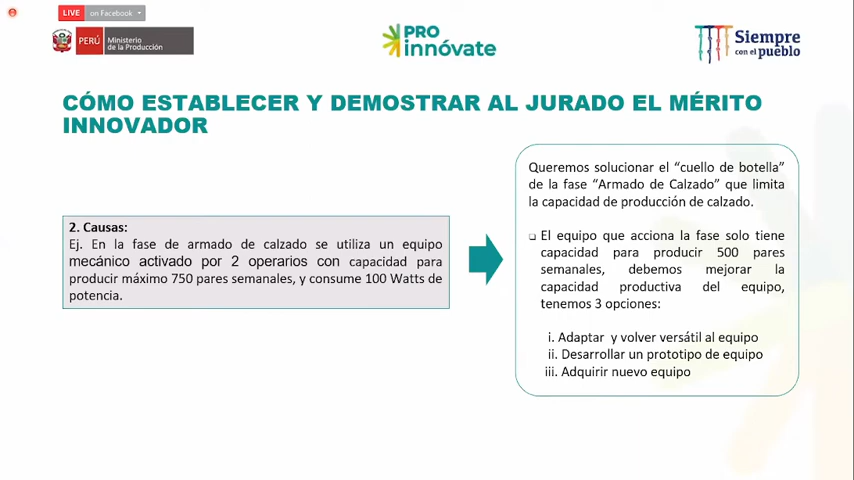 LIVE on Facebook
PERÚ Ministerio de la Producción
PRO innóvate
Siempre con el pueblo
CÓMO ESTABLECER Y DEMOSTRAR AL JURADO EL MÉRITO
INNOVADOR
2. Causas:
Ej. En la fase de armado de calzado se utiliza un equipo
mecánico activado por 2 operarios con capacidad para
producir máximo 750 pares semanales, y consume 100 Watts de
potencia.
Queremos solucionar el “cuello de botella”
de la fase “Armado de Calzado” que limita
la capacidad de producción de calzado.
El equipo que acciona la fase solo tiene
capacidad para producir 500 pares
semanales, debemos mejorar la
capacidad productiva del equipo,
tenemos 3 opciones:
i. Adaptar y volver versátil al equipo
ii. Desarrollar un prototipo de equipo
iii. Adquirir nuevo equipo